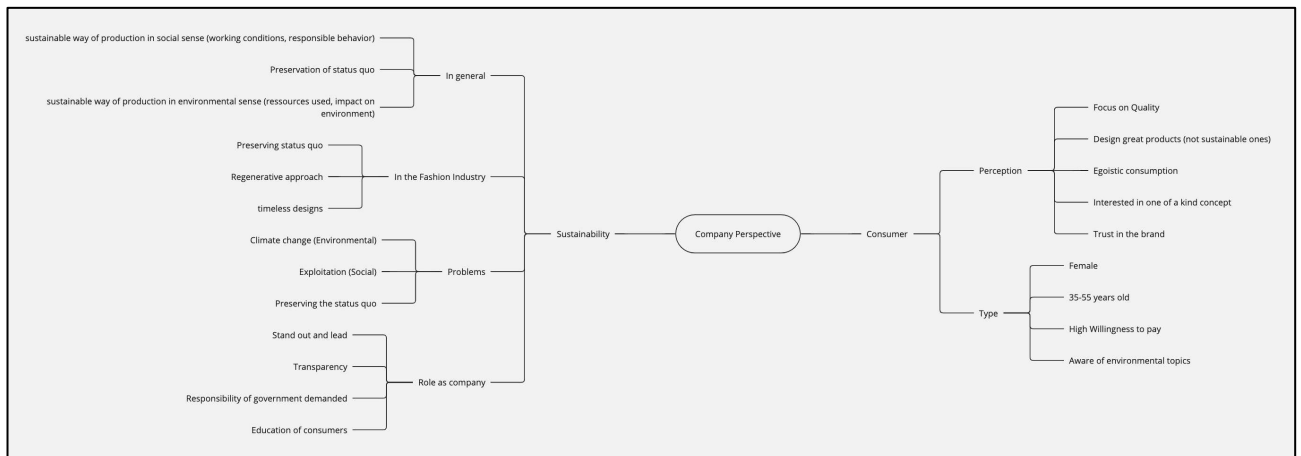 sustainable way of production in social sense (working conditions, responsible behavior)
Preservation of status quo
In general
sustainable way of production in environmental sense (ressources used, impact on
environment)
Preserving status quo
Regenerative approach
In the Fashion Industry
timeless designs
Climate change (Environmental)
Exploitation (Social)
Problems
Preserving the status quo
Stand out and lead
Transparency
Role as company
Responsibility of government demanded
Education of consumers
Sustainability
Company Perspective
Consumer
Perception
Focus on Quality
Design great products (not sustainable ones)
Egoistic consumption
Interested in one of a kind concept
Trust in the brand
Type
Female
35-55 years old
High Willingness to pay
Aware of environmental topics